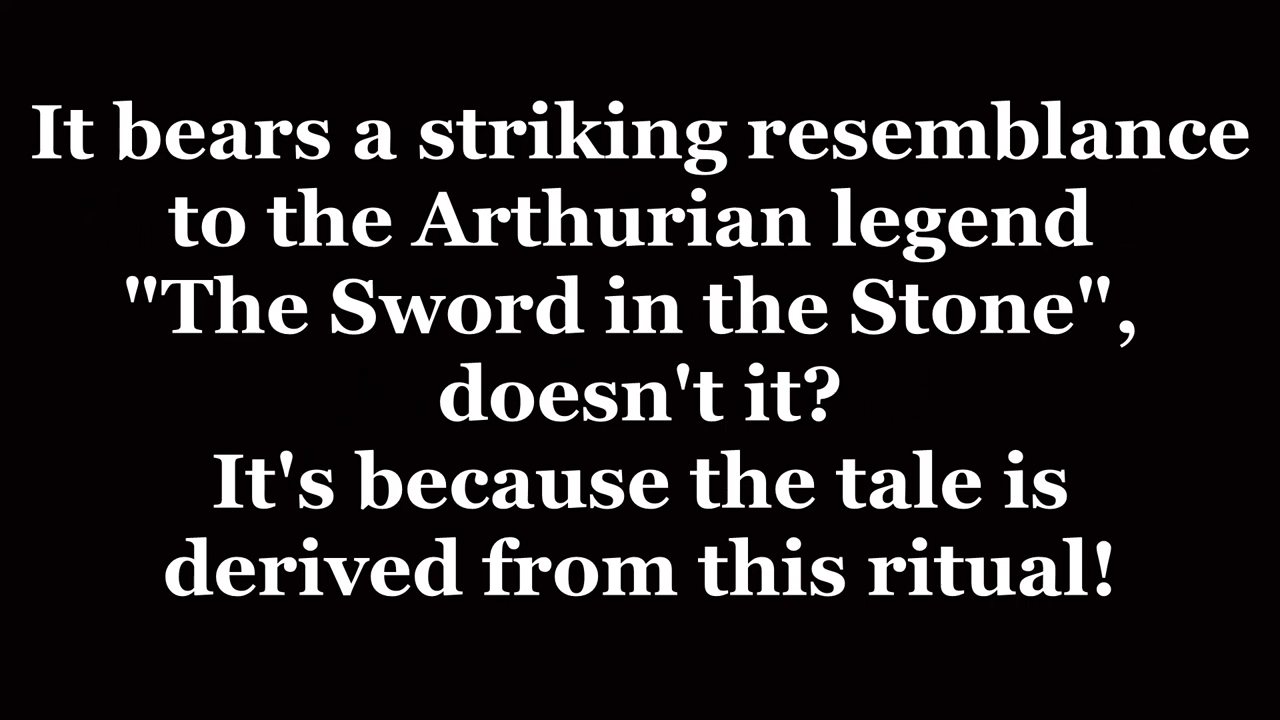 It bears a striking resemblance
to the Arthurian legend
"The Sword in the Stone",
doesn't it?
It's because the tale is
derived from this ritual!